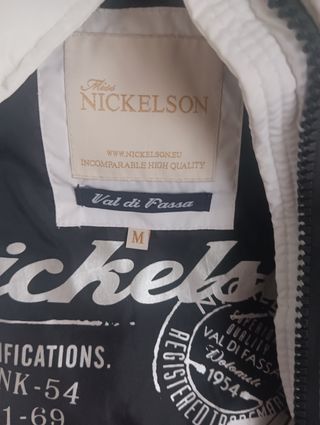 Miss
NICKELSON
WWW.NICKELSON.EU
INCOMPARABLE HIGH QUALITY
Val di Fassa
M
ickels
IFICATIONS.
NK-54
1-69
QUALITY
VAL DI FASSA
Dolomiti
1954
REGISTERED TRADEMARK